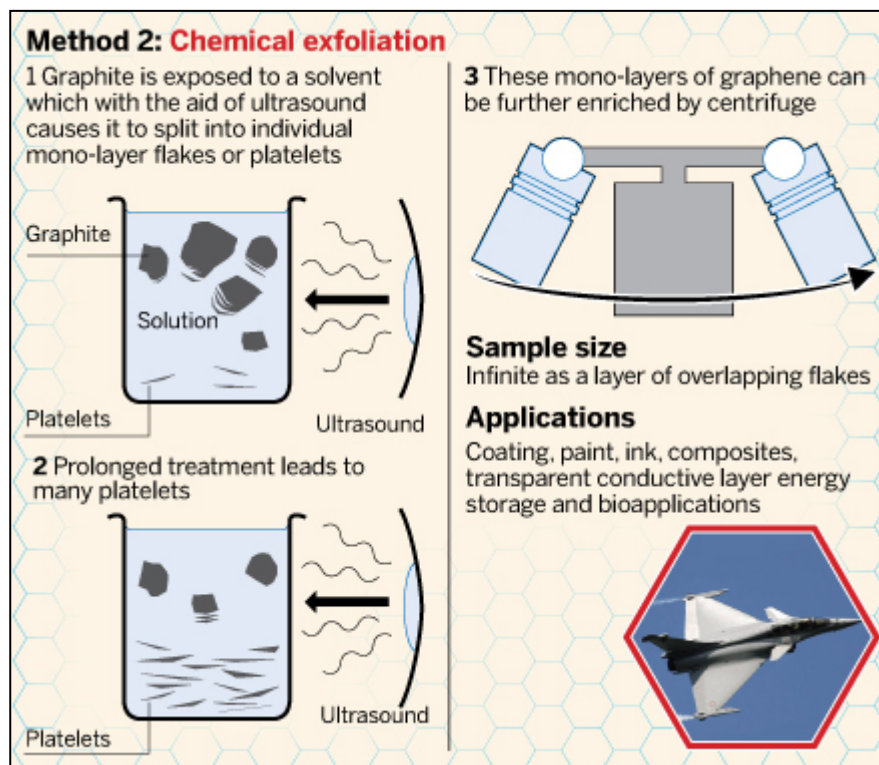 Method 2: Chemical exfoliation
1 Graphite is exposed to a solvent
which with the aid of ultrasound
causes it to split into individual
mono-layer flakes or platelets
Graphite
Solution
Platelets
Ultrasound
2 Prolonged treatment leads to
many platelets
Ultrasound
Platelets
3 These mono-layers of graphene can
be further enriched by centrifuge
Sample size
Infinite as a layer of overlapping flakes
Applications
Coating, paint, ink, composites,
transparent conductive layer energy
storage and bioapplications